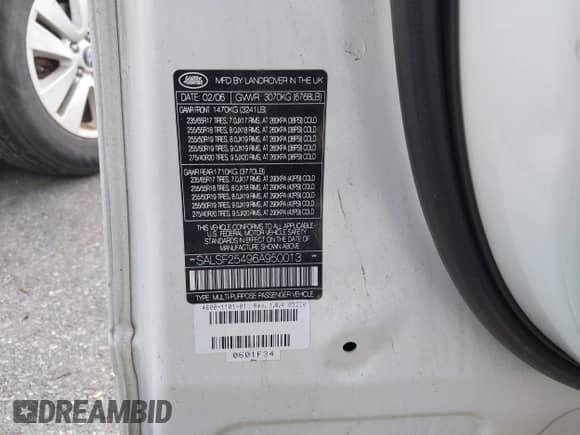 LAND ROVER
MFD BY LANDROVER IN THE UK
DATE: 02/06 GVWR: 3070KG (6768LB)
GAWR FRONT: 1470KG (3241LB)
235/65R17 TIRES, 7.0JX17 RIMS, AT 260KPA (38PSI) COLD
255/55R18 TIRES, 8.0JX18 RIMS, AT 260KPA (38PSI) COLD
255/50R19 TIRES, 8.0JX19 RIMS, AT 260KPA (38PSI) COLD
255/50R19 TIRES, 9.0JX19 RIMS, AT 260KPA (38PSI) COLD
275/40R20 TIRES, 9.5JX20 RIMS, AT 260KPA (38PSI) COLD
GAWR REAR: 1710KG (3770LB)
235/65R17 TIRES, 7.0JX17 RIMS, AT 290KPA (42PSI) COLD
255/55R18 TIRES, 8.0JX18 RIMS, AT 290KPA (42PSI) COLD
255/50R19 TIRES, 8.0JX19 RIMS, AT 290KPA (42PSI) COLD
255/50R19 TIRES, 9.0JX19 RIMS, AT 290KPA (42PSI) COLD
275/40R20 TIRES, 9.5JX20 RIMS, AT 290KPA (42PSI) COLD
THIS VEHICLE CONFORMS TO ALL APPLICABLE
U.S. FEDERAL MOTOR VEHICLE SAFETY
STANDARDS IN EFFECT ON THE DATE OF
MANUFACTURE SHOWN ABOVE
*SALSF25496A950013*
TYPE: MULTI-PURPOSE PASSENGER VEHICLE
0601F34
DREAMBID